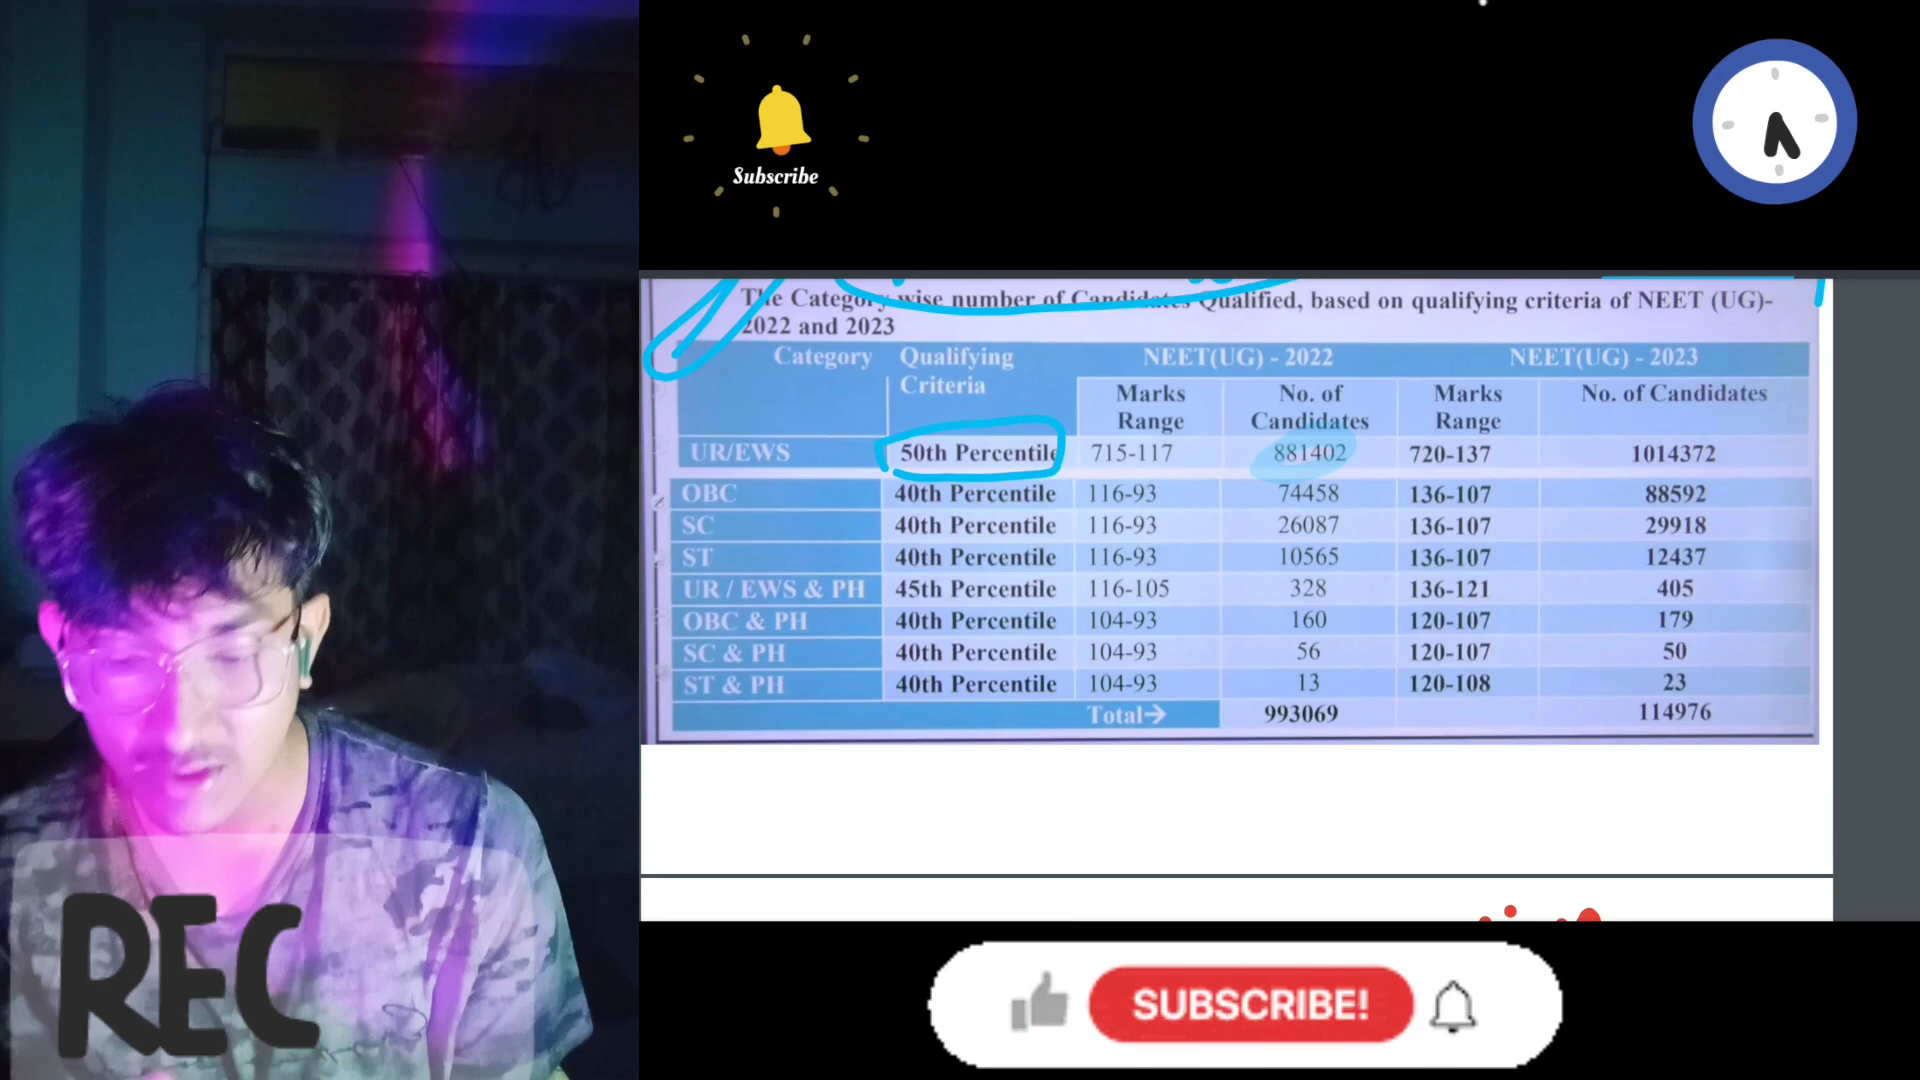 Subscribe
The Category wise number of Candidates Qualified, based on qualifying criteria of NEET (UG)-
2022 and 2023
Category Qualifying Criteria NEET(UG) - 2022 NEET(UG) - 2023
Marks Range No. of Candidates Marks Range No. of Candidates
UR/EWS 50th Percentile 715-117 881402 720-137 1014372
OBC 40th Percentile 116-93 74458 136-107 88592
SC 40th Percentile 116-93 26087 136-107 29918
ST 40th Percentile 116-93 10565 136-107 12437
UR / EWS & PH 45th Percentile 116-105 328 136-121 405
OBC & PH 40th Percentile 104-93 160 120-107 179
SC & PH 40th Percentile 104-93 56 120-107 50
ST & PH 40th Percentile 104-93 13 120-108 23
Total→ 993069 114976
REC
SUBSCRIBE!